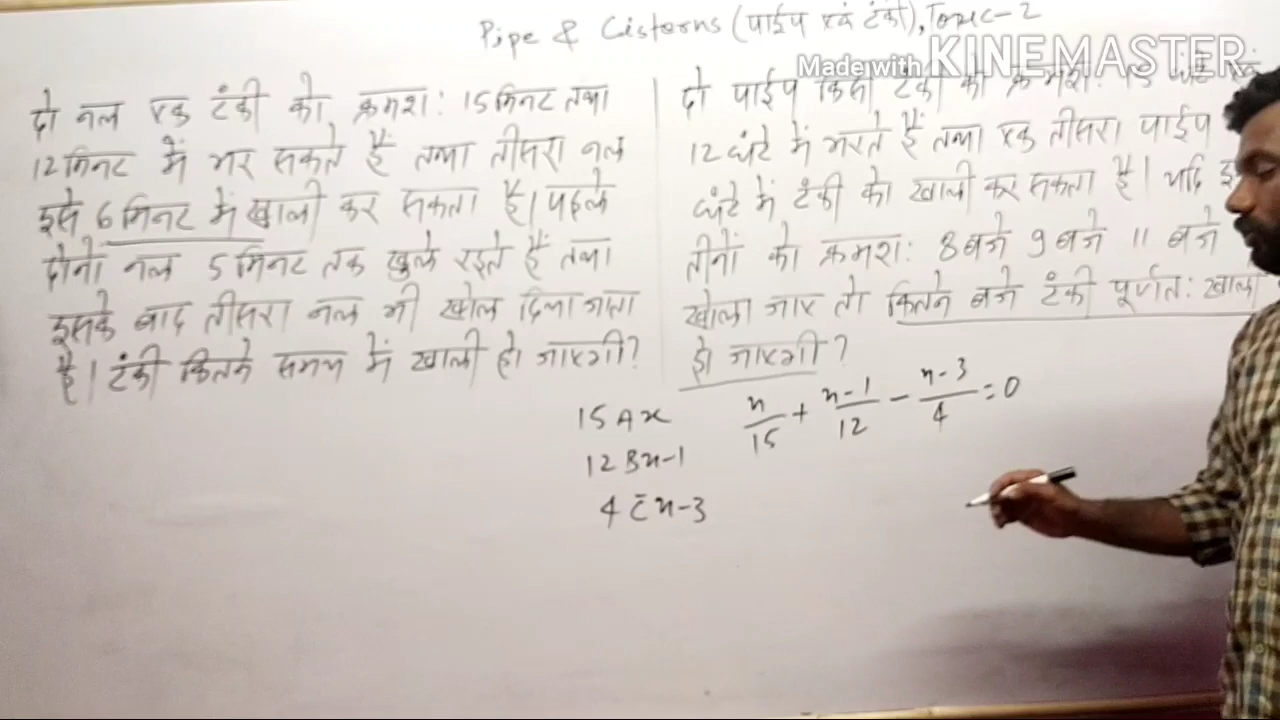 Pipe & Cisterns (पाईप एवं टंकी), Topic-2
Made with KINEMASTER
दो नल एक टंकी को क्रमश: 15 मिनट तथा
12 मिनट में भर सकते हैं तथा तीसरा नल
इसे 6 मिनट में खाली कर सकता है। पहले
दोनों नल 5 मिनट तक खुले रहते हैं तथा
इसके बाद तीसरा नल भी खोल दिया जाता
है। टंकी कितने समय में खाली हो जाएगी?
दो पाईप किसी टंकी को क्रमश: 15 घंटे
12 घंटे में भरते हैं तथा एक तीसरा पाईप
घंटे में टंकी को खाली कर सकता है। यदि
तीनों को क्रमश: 8 बजे 9 बजे 11 बजे
खोला जाए तो कितने बजे टंकी पूर्णत: खाली
हो जाएगी?
15 A x
12 B x-1
4 C x-3
x/15 + x-1/12 - x-3/4 = 0